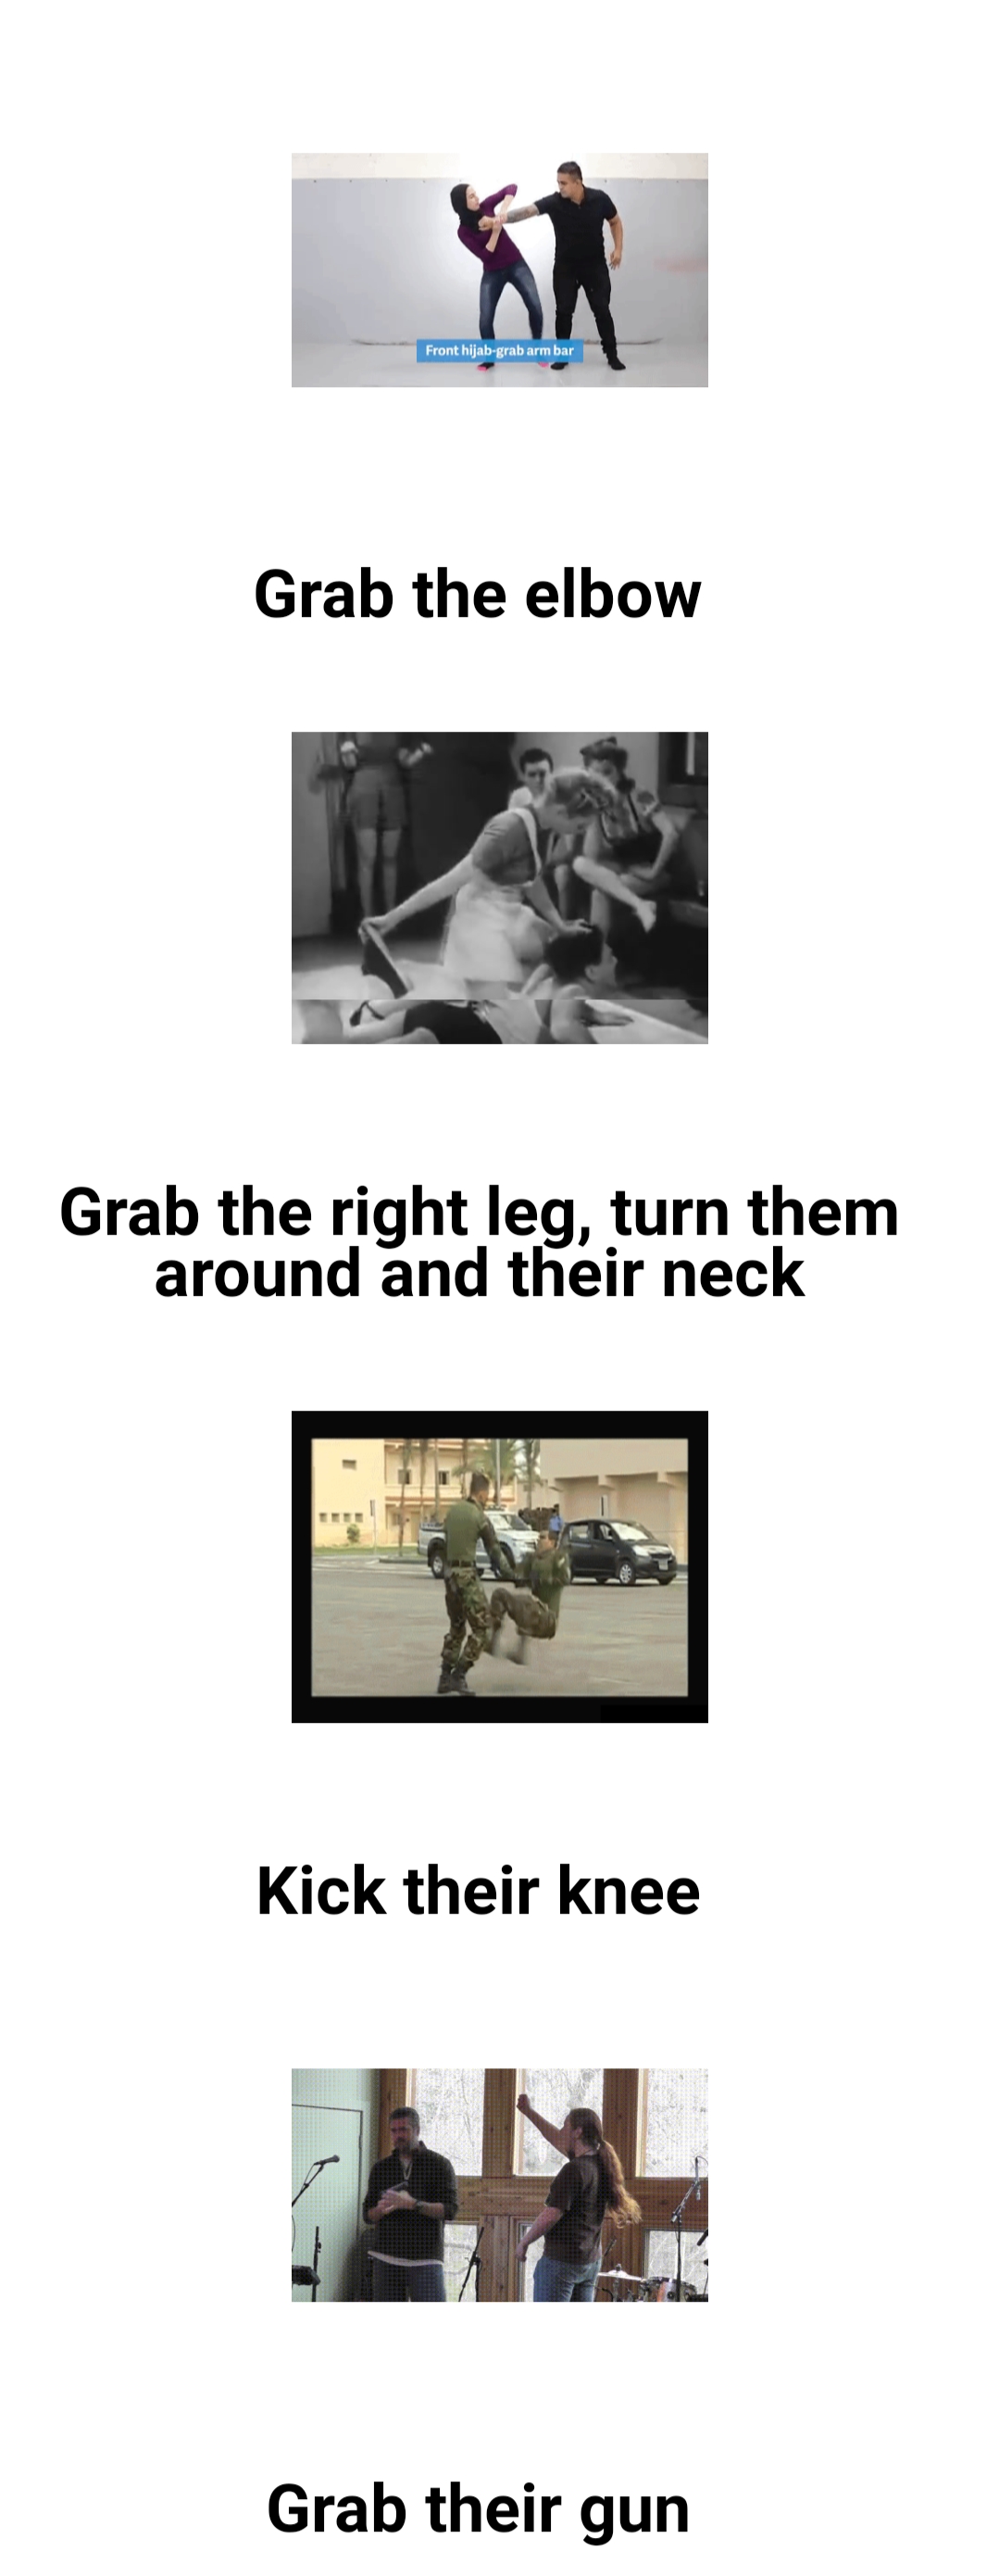 Front hijab-grab arm bar
Grab the elbow
Grab the right leg, turn them
around and their neck
Kick their knee
Grab their gun